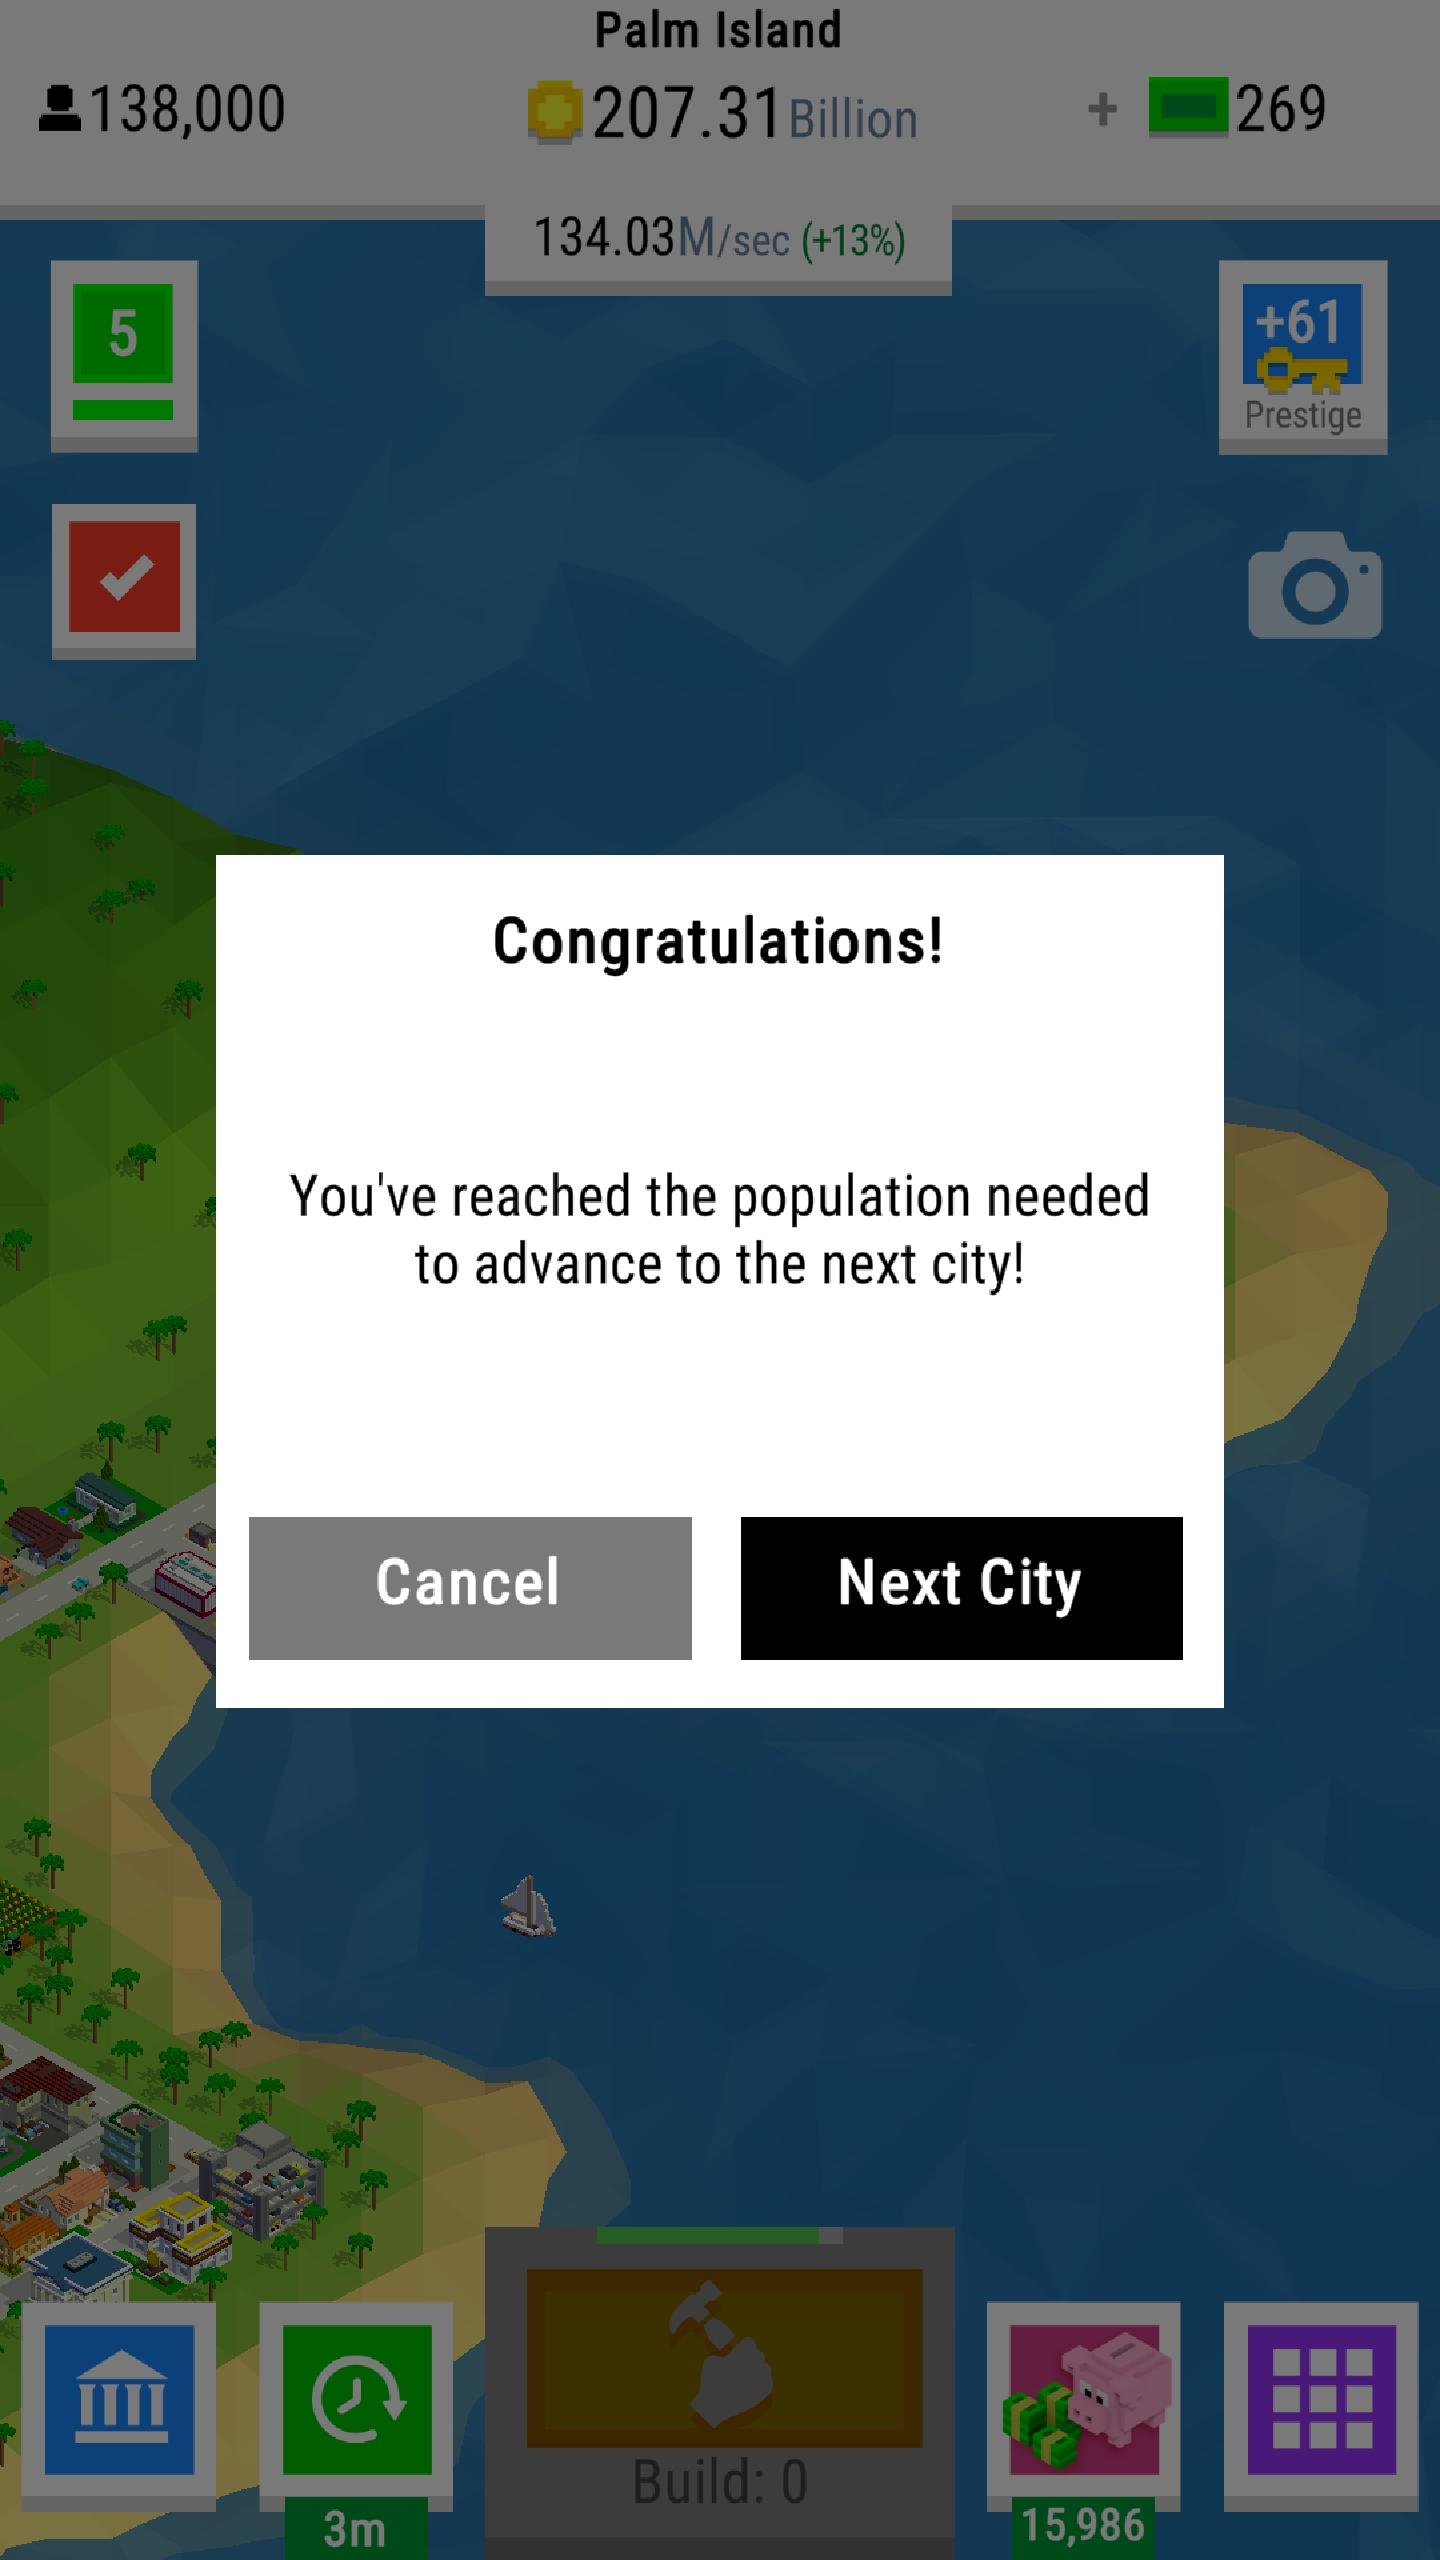 Palm Island
138,000
207.31 Billion
+ 269
134.03M/sec (+13%)
5
+61
Prestige
Congratulations!
You've reached the population needed
to advance to the next city!
Cancel
Next City
Build: 0
3m
15,986